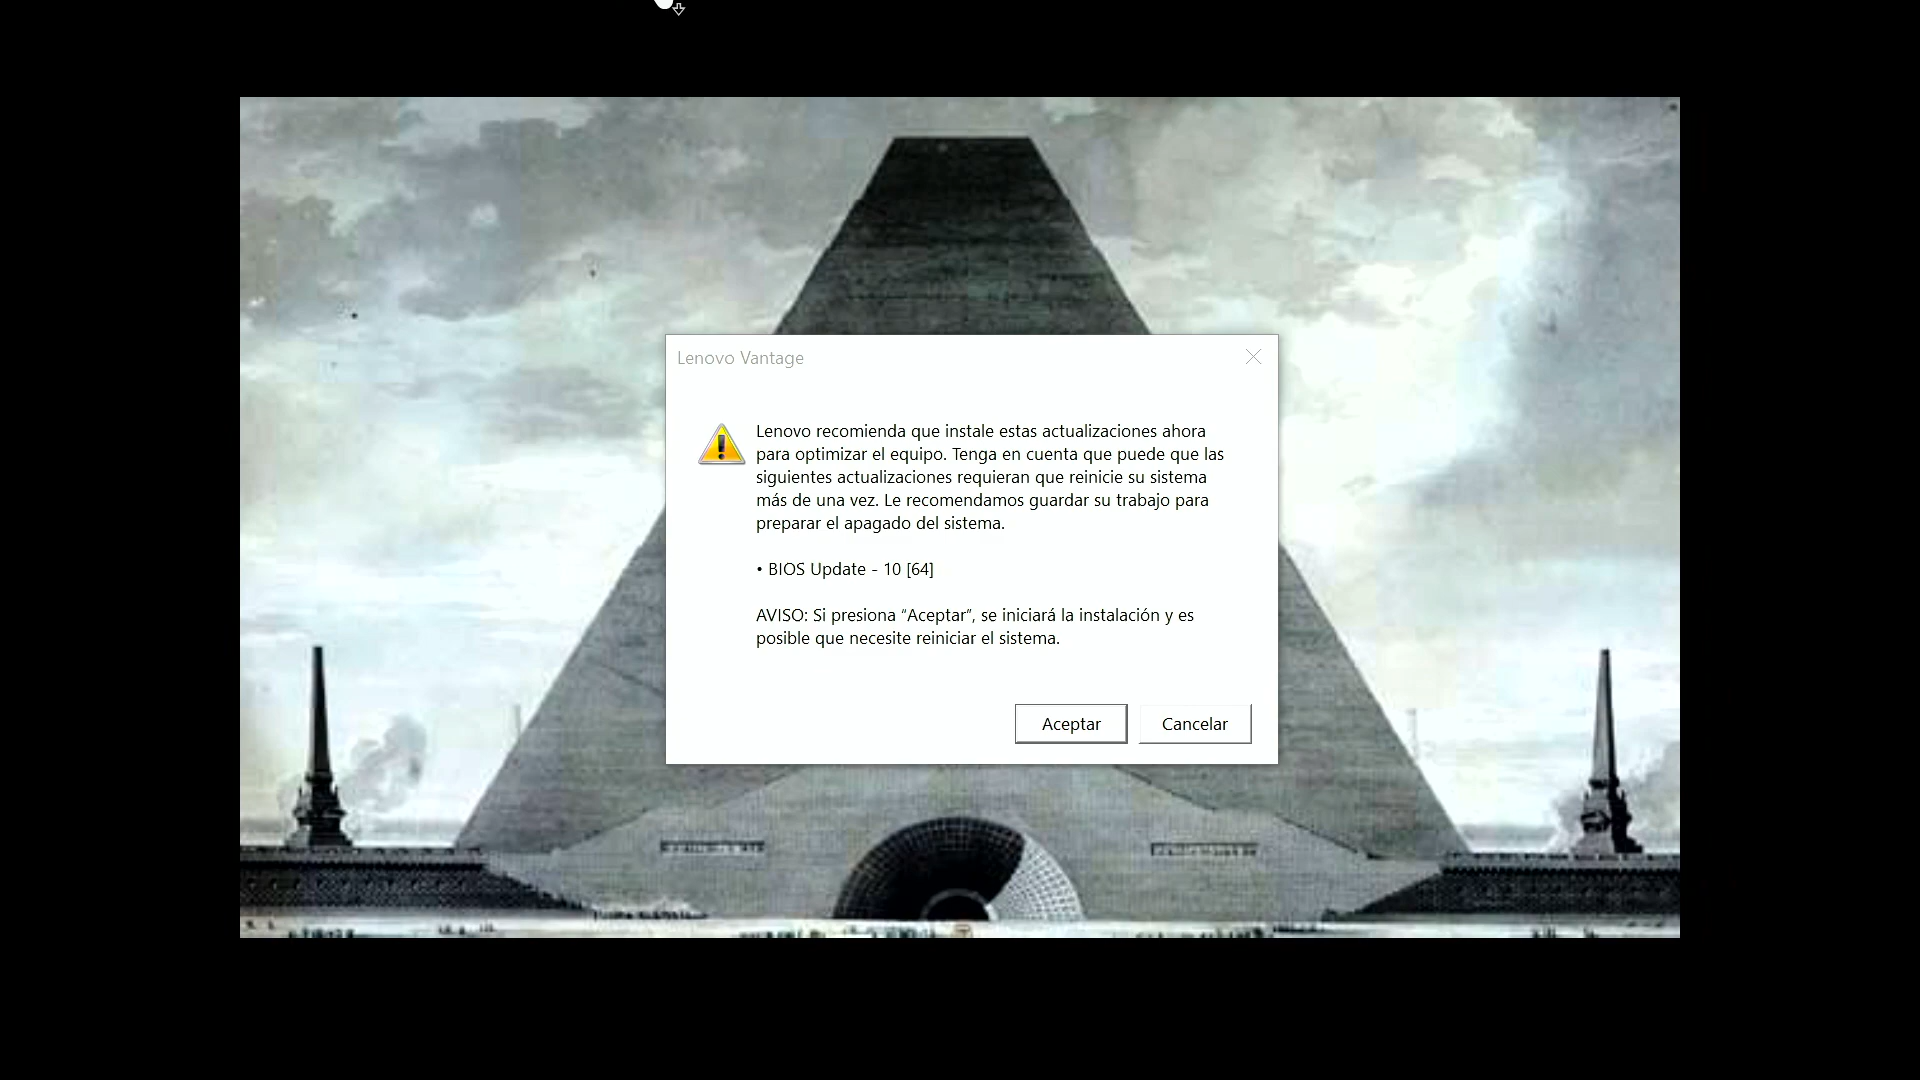 Lenovo Vantage
Lenovo recomienda que instale estas actualizaciones ahora
para optimizar el equipo. Tenga en cuenta que puede que las
siguientes actualizaciones requieran que reinicie su sistema
más de una vez. Le recomendamos guardar su trabajo para
preparar el apagado del sistema.
• BIOS Update - 10 [64]
AVISO: Si presiona “Aceptar”, se iniciará la instalación y es
posible que necesite reiniciar el sistema.
Aceptar
Cancelar